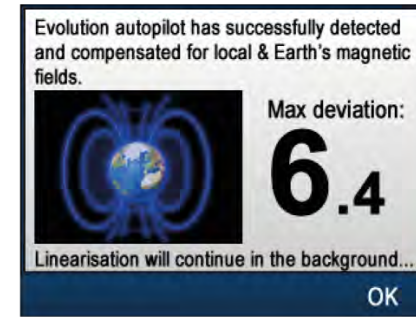 Evolution autopilot has successfully detected
and compensated for local & Earth's magnetic
fields.
Max deviation:
6.4
Linearisation will continue in the background...
OK